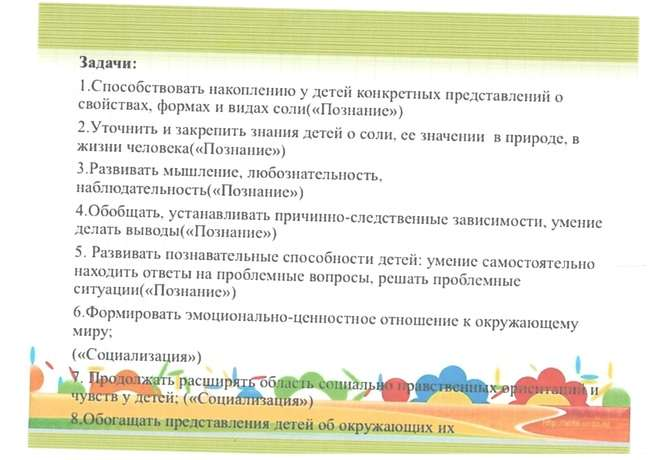 Задачи:
1.Способствовать накоплению у детей конкретных представлений о
свойствах, формах и видах соли(«Познание»)
2.Уточнить и закрепить знания детей о соли, ее значении в природе, в
жизни человека(«Познание»)
3.Развивать мышление, любознательность,
наблюдательность(«Познание»)
4.Обобщать, устанавливать причинно-следственные зависимости, умение
делать выводы(«Познание»)
5. Развивать познавательные способности детей: умение самостоятельно
находить ответы на проблемные вопросы, решать проблемные
ситуации(«Познание»)
6.Формировать эмоционально-ценностное отношение к окружающему
миру;
(«Социализация»)
7. Продолжать расширять область социально нравственных ориентаций и
чувств у детей; («Социализация»)
8.Обогащать представления детей об окружающих их